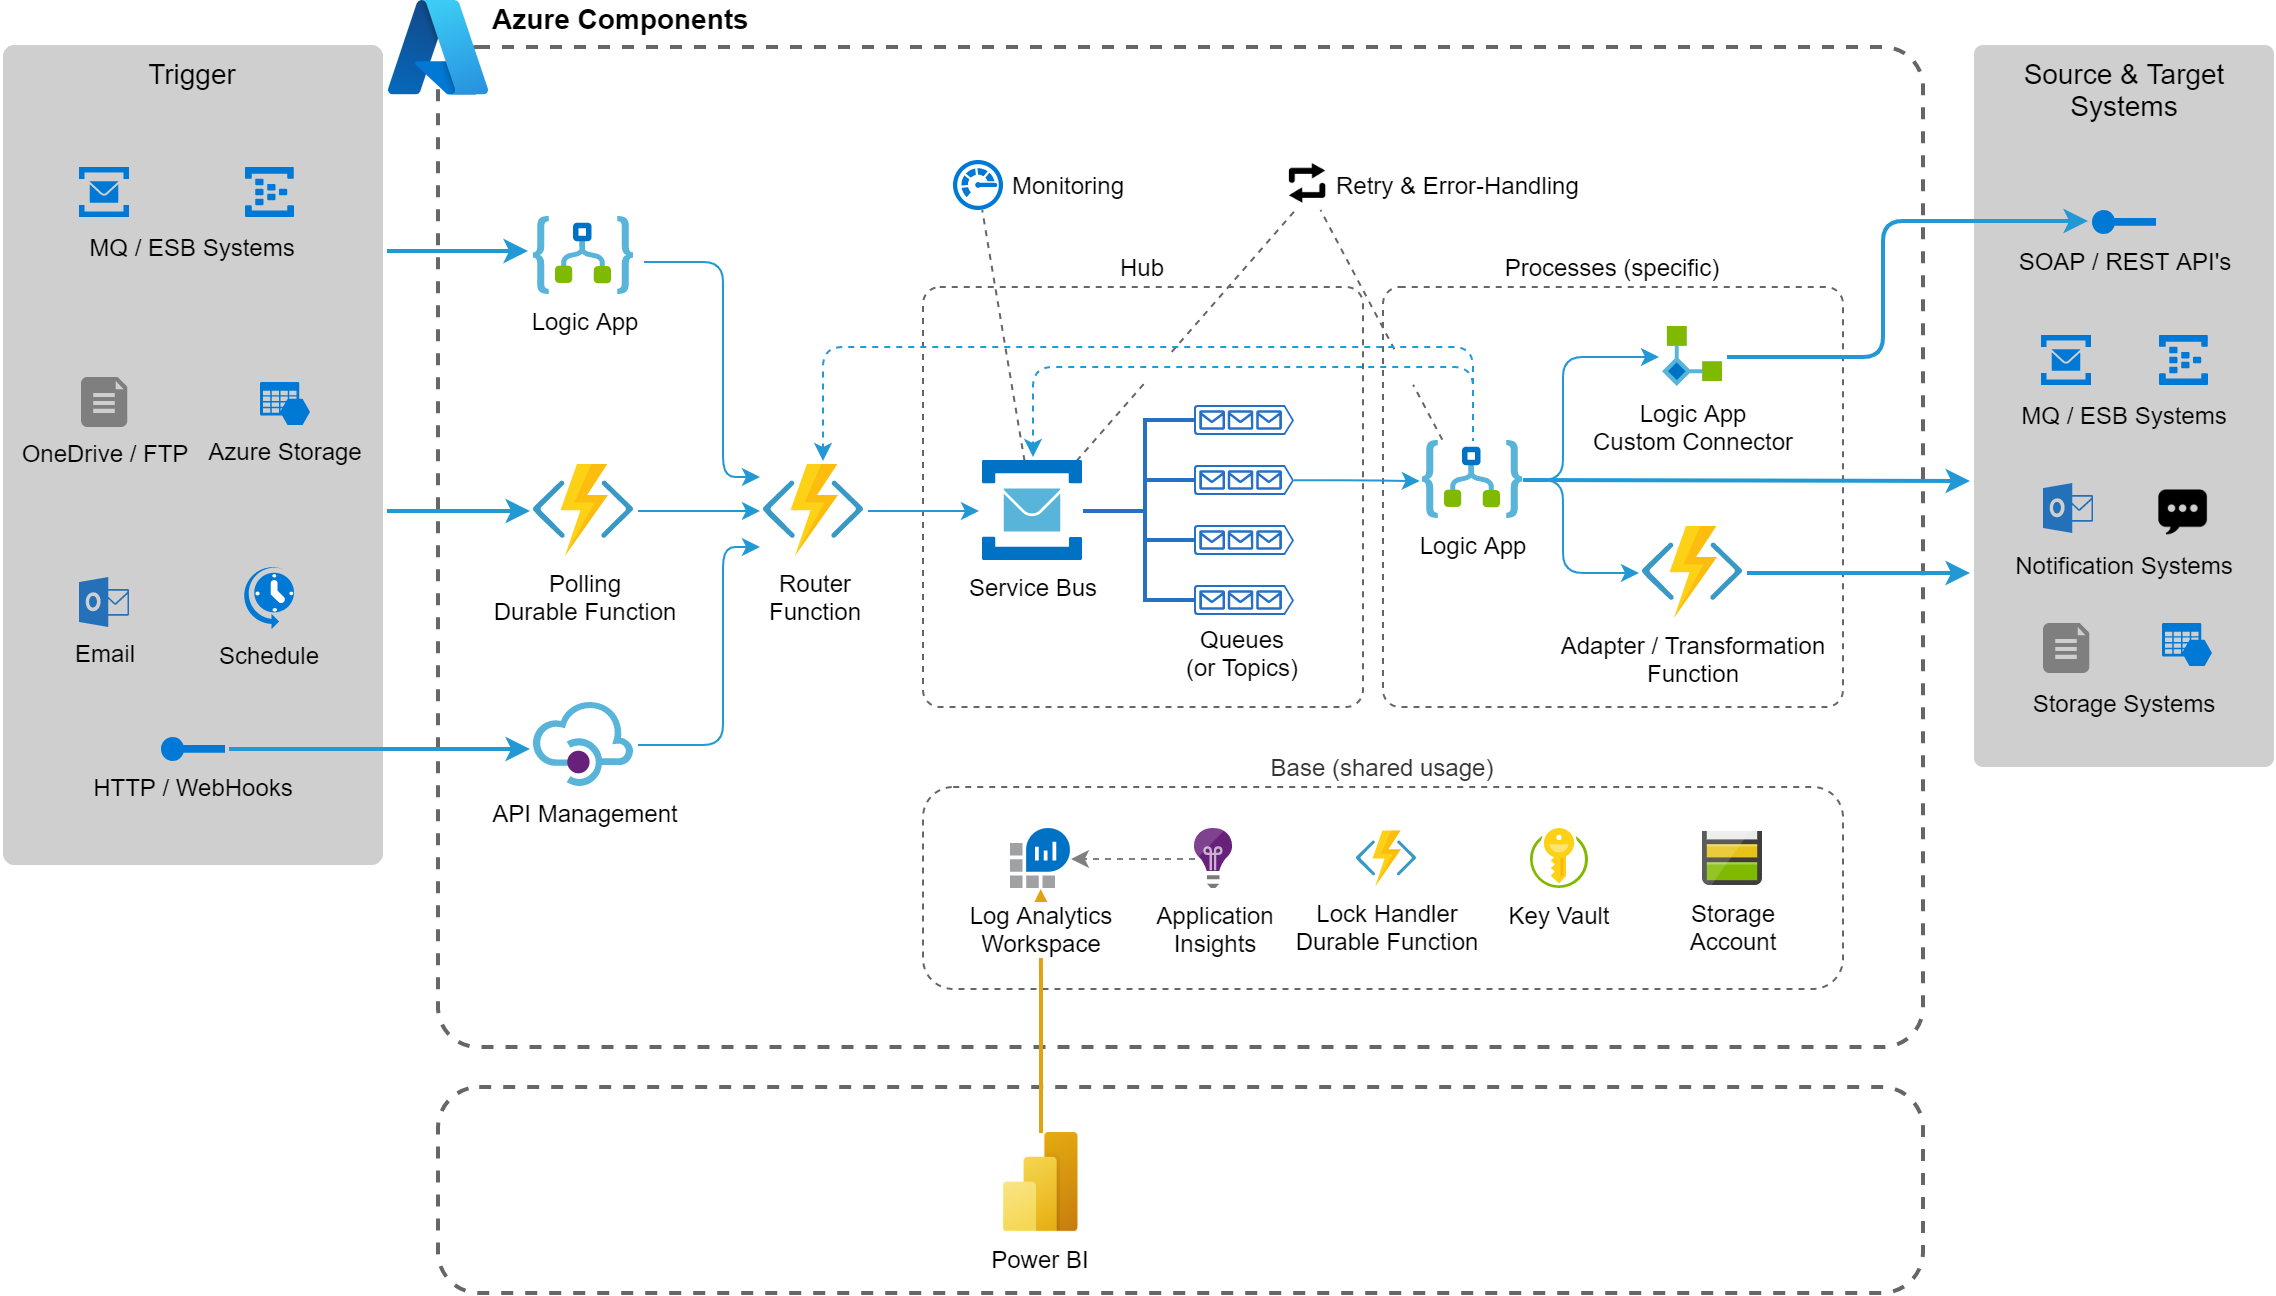 Azure Components
Trigger
MQ / ESB Systems
OneDrive / FTP
Azure Storage
Email
Schedule
HTTP / WebHooks
Logic App
Polling
Durable Function
API Management
Router
Function
Monitoring
Retry & Error-Handling
Hub
Service Bus
Queues
(or Topics)
Processes (specific)
Logic App
Logic App
Custom Connector
Adapter / Transformation
Function
Base (shared usage)
Log Analytics
Workspace
Application
Insights
Lock Handler
Durable Function
Key Vault
Storage
Account
Power BI
Source & Target
Systems
SOAP / REST API's
MQ / ESB Systems
Notification Systems
Storage Systems